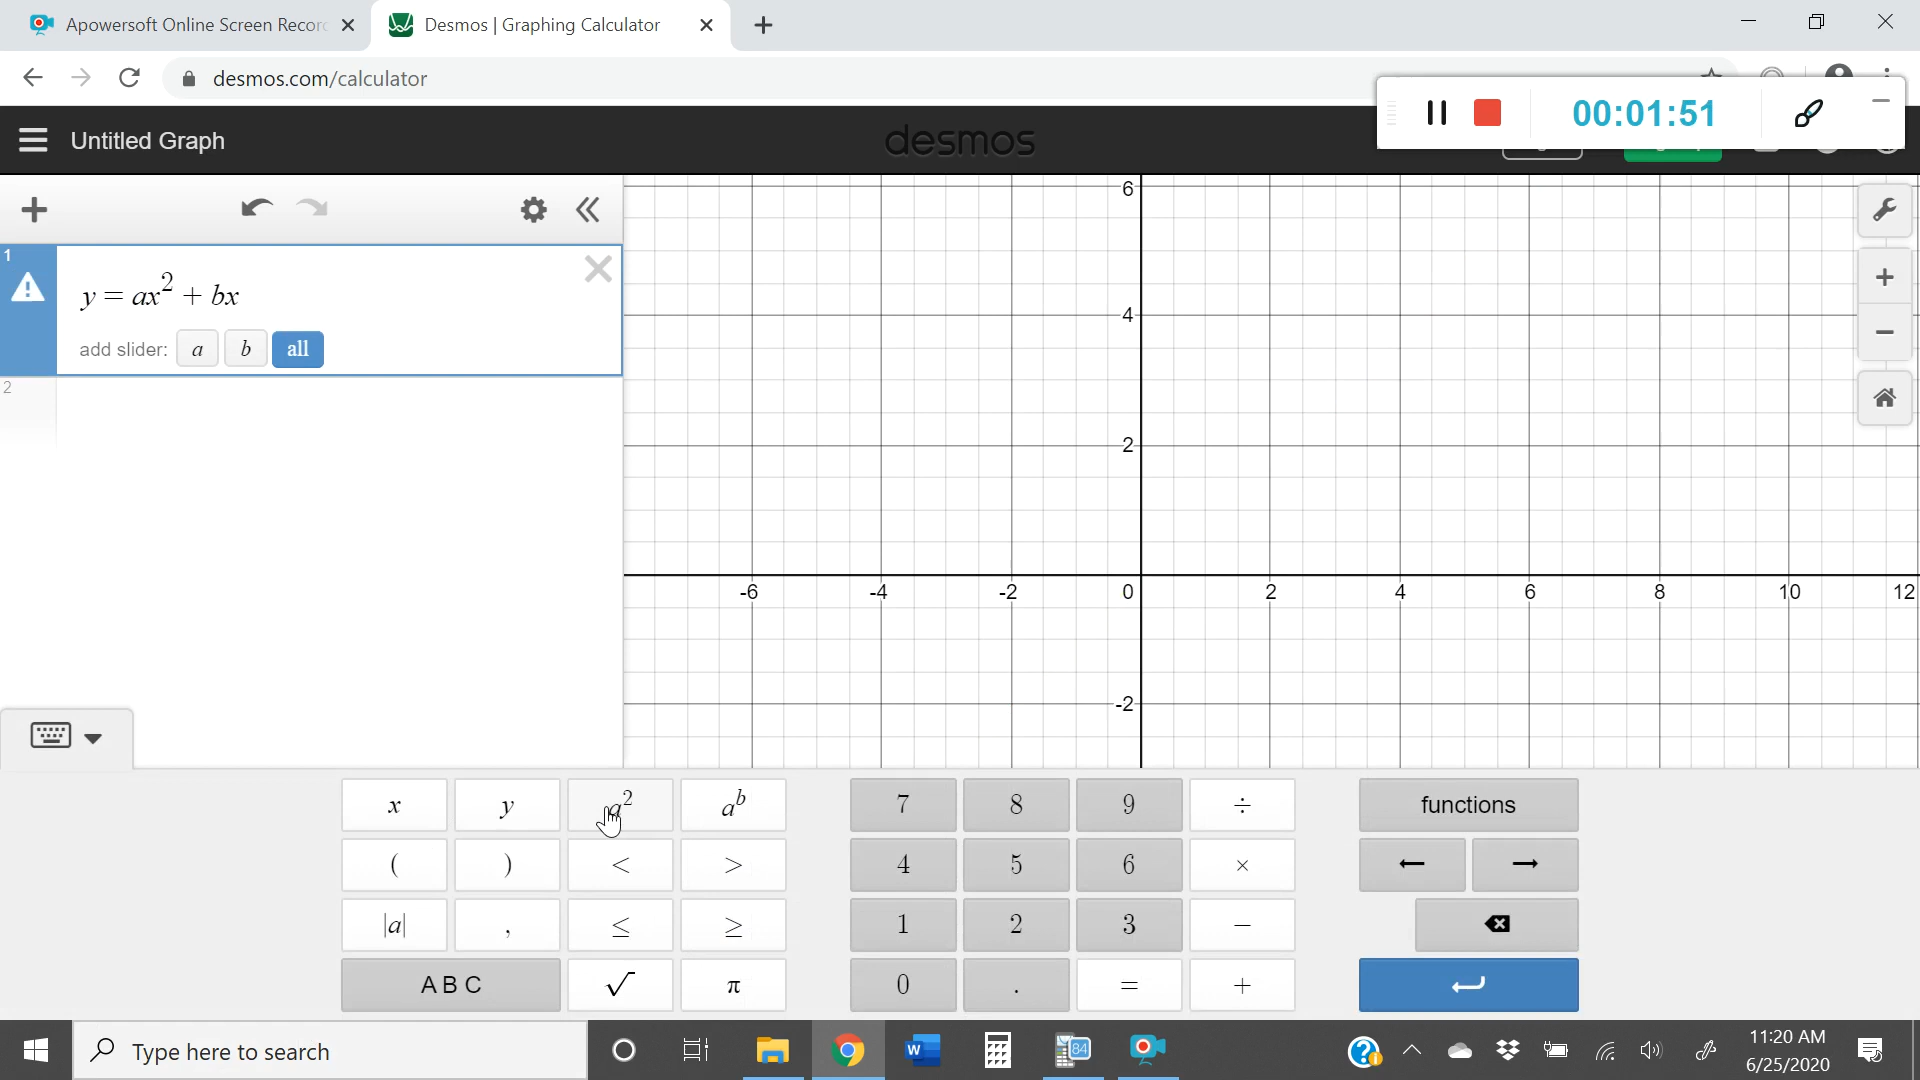 Apowersoft Online Screen Recor
Desmos | Graphing Calculator
desmos.com/calculator
00:01:51
Untitled Graph
desmos
1
y = ax² + bx
add slider: a b all
2
6
4
2
-6 -4 -2 0 2 4 6 8 10 12
-2
x y a² a^b 7 8 9 ÷ functions
( ) < > 4 5 6 × ← →
|a| , ≤ ≥ 1 2 3 −
A B C √ π 0 . = +
Type here to search
W
84
11:20 AM
6/25/2020